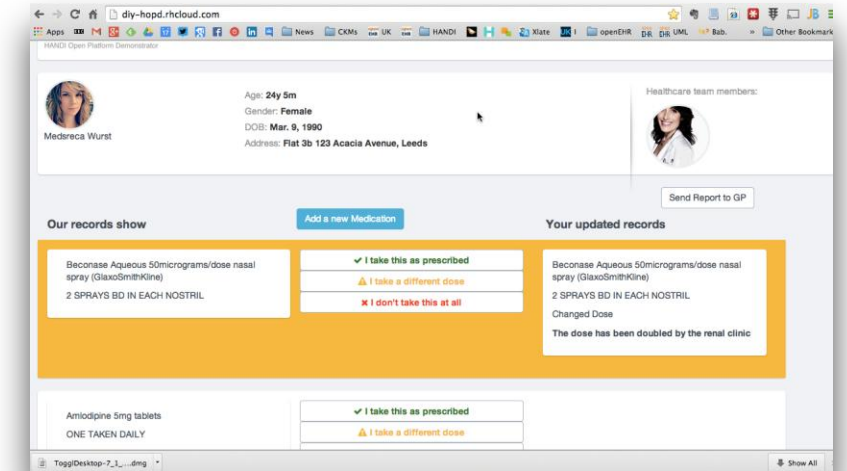 diy-hopd.rhcloud.com
Apps
News
CKMs
UK
HANDI
Xlate
openEHR
UML
Bab.
Other Bookmark
HANDI Open Platform Demonstrator
Medsreca Wurst
Age: 24y 5m
Gender: Female
DOB: Mar. 9, 1990
Address: Flat 3b 123 Acacia Avenue, Leeds
Healthcare team members:
Send Report to GP
Our records show
Add a new Medication
Your updated records
Beconase Aqueous 50micrograms/dose nasal
spray (GlaxoSmithKline)
2 SPRAYS BD IN EACH NOSTRIL
I take this as prescribed
I take a different dose
I don't take this at all
Beconase Aqueous 50micrograms/dose nasal
spray (GlaxoSmithKline)
2 SPRAYS BD IN EACH NOSTRIL
Changed Dose
The dose has been doubled by the renal clinic
Amlodipine 5mg tablets
ONE TAKEN DAILY
I take this as prescribed
I take a different dose
TogglDesktop-7_1_...dmg
Show All